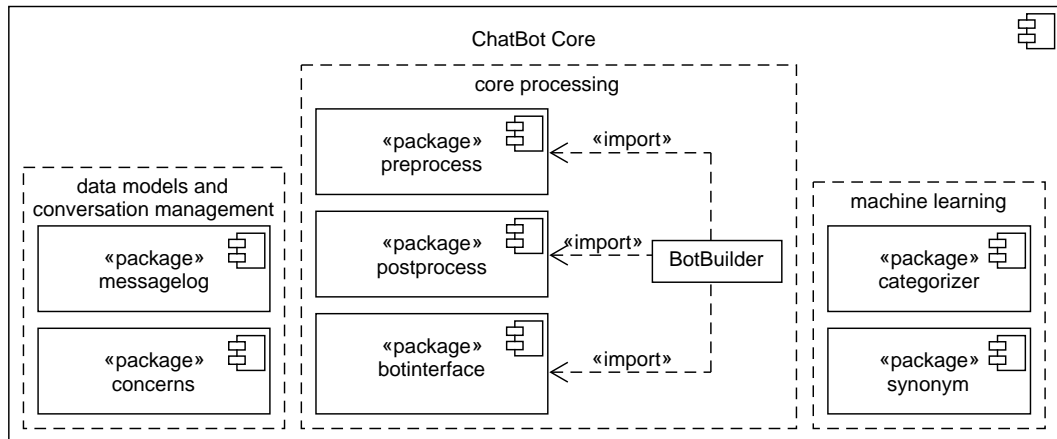 ChatBot Core
data models and
conversation management
«package»
messagelog
«package»
concerns
core processing
«package»
preprocess
«package»
postprocess
«package»
botinterface
«import»
«import»
«import»
BotBuilder
machine learning
«package»
categorizer
«package»
synonym